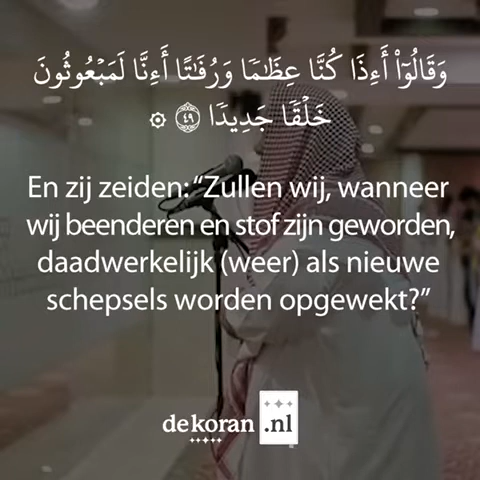 وَقَالُوٓا۟ أَءِذَا كُنَّا عِظَـٰمًا وَرُفَـٰتًا أَءِنَّا لَمَبْعُوثُونَ
خَلْقًا جَدِيدًا ٤٩ ۞
En zij zeiden: “Zullen wij, wanneer
wij beenderen en stof zijn geworden,
daadwerkelijk (weer) als nieuwe
schepsels worden opgewekt?”
dekoran.nl